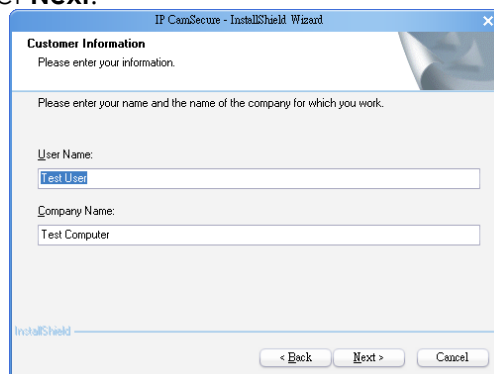 Next.
IP CamSecure - InstallShield Wizard
Customer Information
Please enter your information.
Please enter your name and the name of the company for which you work.
User Name:
Test User
Company Name:
Test Computer
InstallShield
< Back Next > Cancel